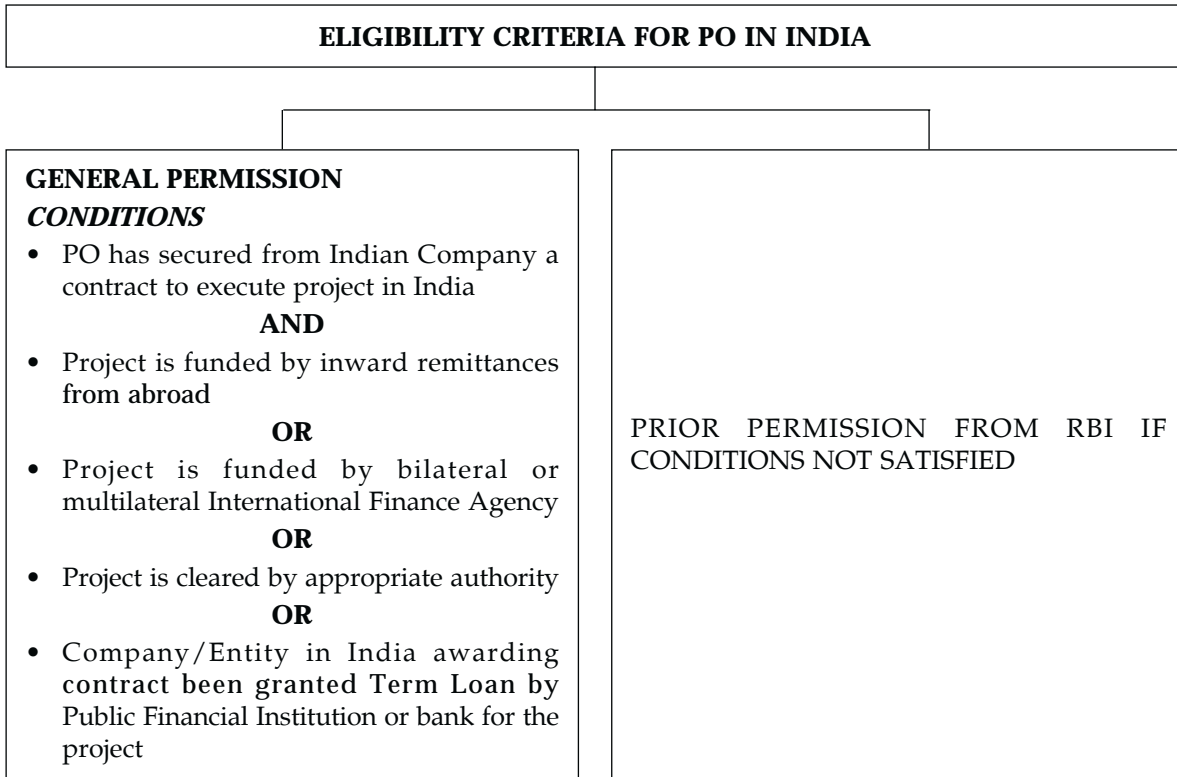 ELIGIBILITY CRITERIA FOR PO IN INDIA
GENERAL PERMISSION
CONDITIONS
• PO has secured from Indian Company a
contract to execute project in India
AND
• Project is funded by inward remittances
from abroad
OR
• Project is funded by bilateral or
multilateral International Finance Agency
OR
• Project is cleared by appropriate authority
OR
• Company/Entity in India awarding
contract been granted Term Loan by
Public Financial Institution or bank for the
project
PRIOR PERMISSION FROM RBI IF
CONDITIONS NOT SATISFIED